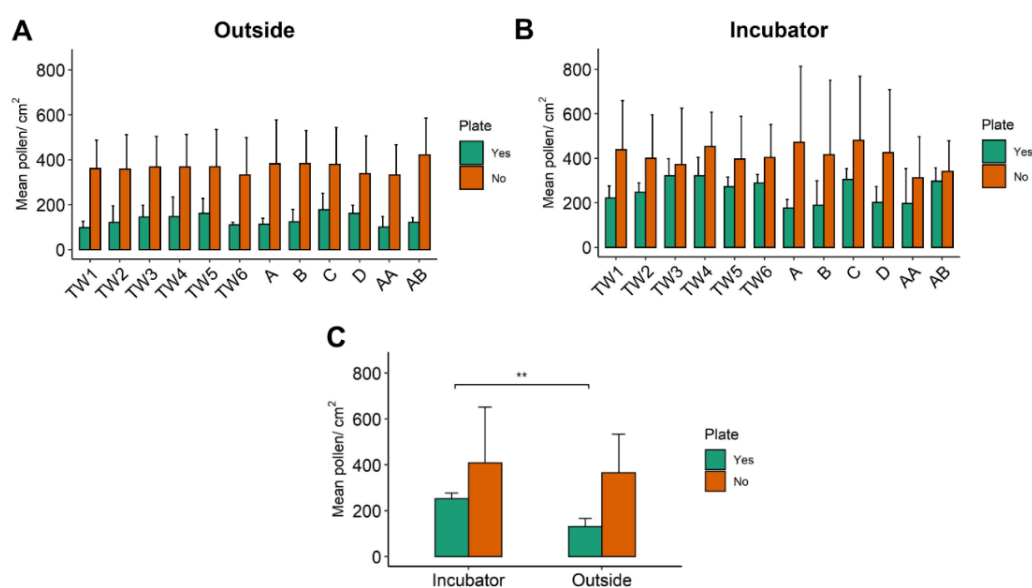 A
Outside
Mean pollen/ cm²
800
600
400
200
0
TW1 TW2 TW3 TW4 TW5 TW6 A B C D AA AB
Plate
Yes
No
B
Incubator
Mean pollen/ cm²
800
600
400
200
0
TW1 TW2 TW3 TW4 TW5 TW6 A B C D AA AB
Plate
Yes
No
C
Mean pollen/ cm²
800
600
400
200
0
**
Incubator Outside
Plate
Yes
No